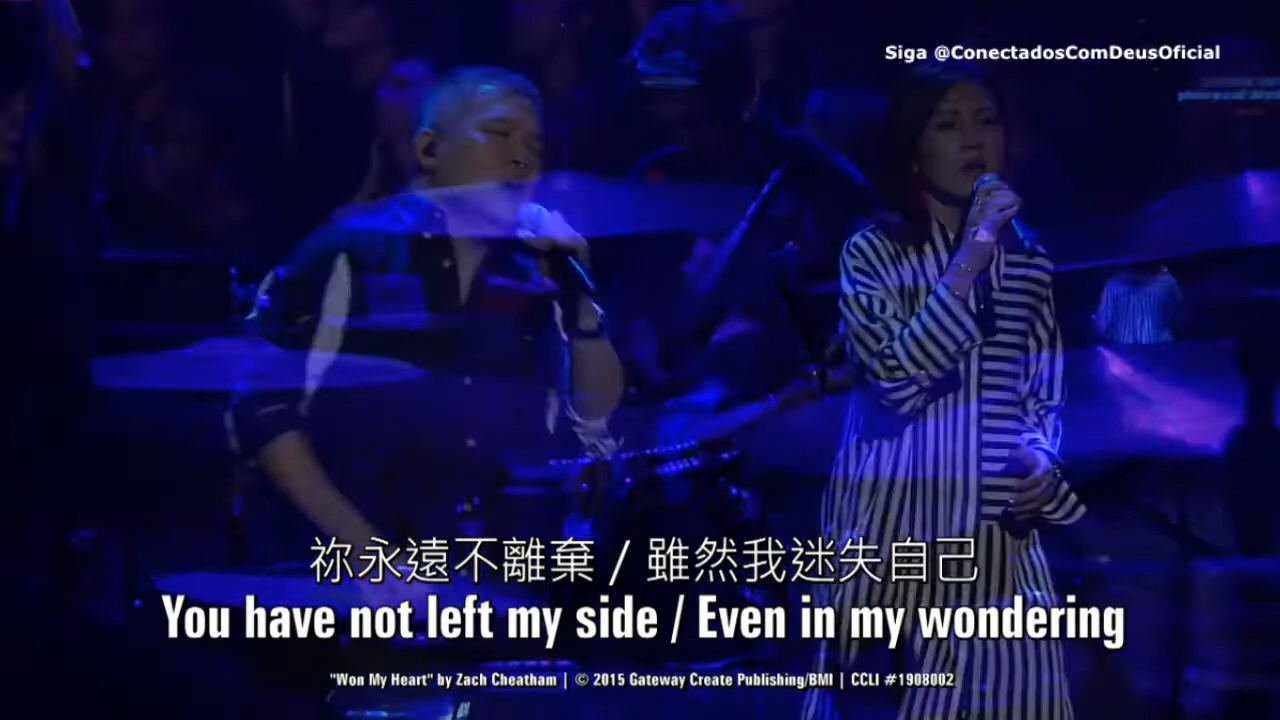 Siga @ConectadosComDeusOficial
祢永遠不離棄 / 雖然我迷失自己
You have not left my side / Even in my wondering
"Won My Heart" by Zach Cheatham | © 2015 Gateway Create Publishing/BMI | CCLI #1908002